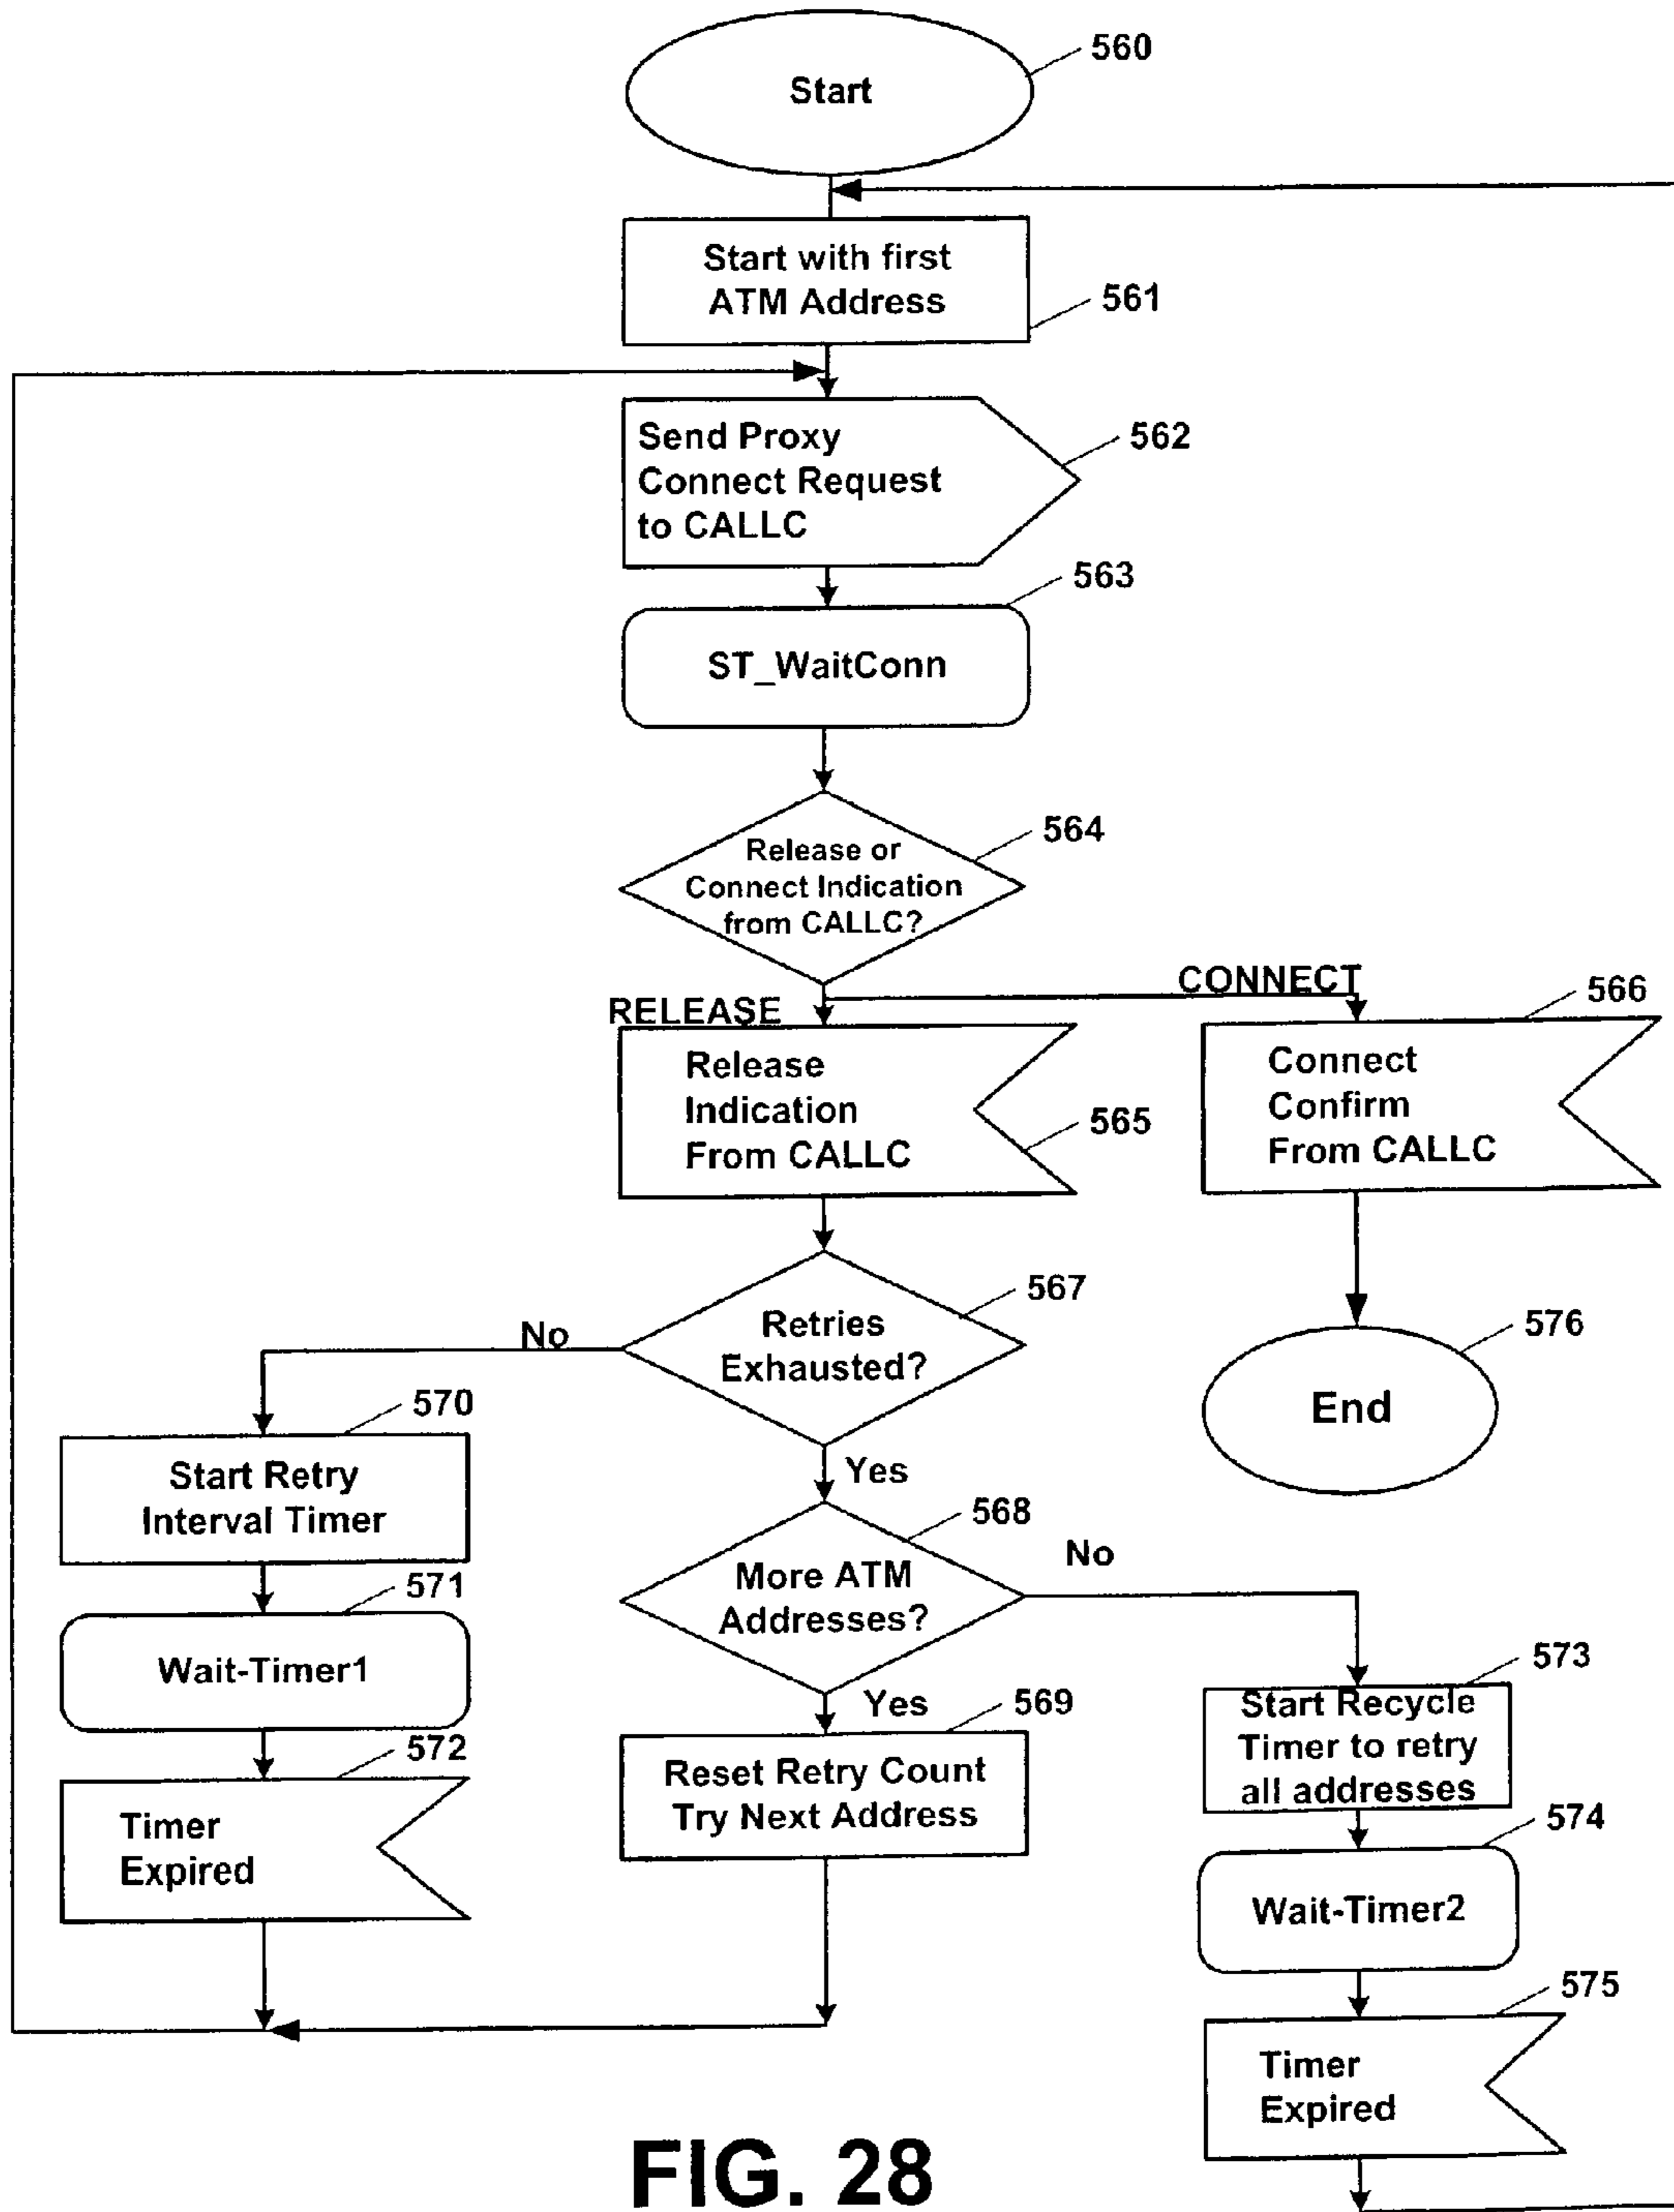 560
Start
Start with first
ATM Address
561
Send Proxy
Connect Request
to CALLC
562
563
ST_WaitConn
Release or
Connect Indication
from CALLC?
564
RELEASE
CONNECT
Release
Indication
From CALLC
565
566
Connect
Confirm
From CALLC
Retries
Exhausted?
567
No
Yes
576
End
570
Start Retry
Interval Timer
571
Wait-Timer1
572
Timer
Expired
568
More ATM
Addresses?
No
Yes
569
Reset Retry Count
Try Next Address
573
Start Recycle
Timer to retry
all addresses
574
Wait-Timer2
575
Timer
Expired
FIG. 28